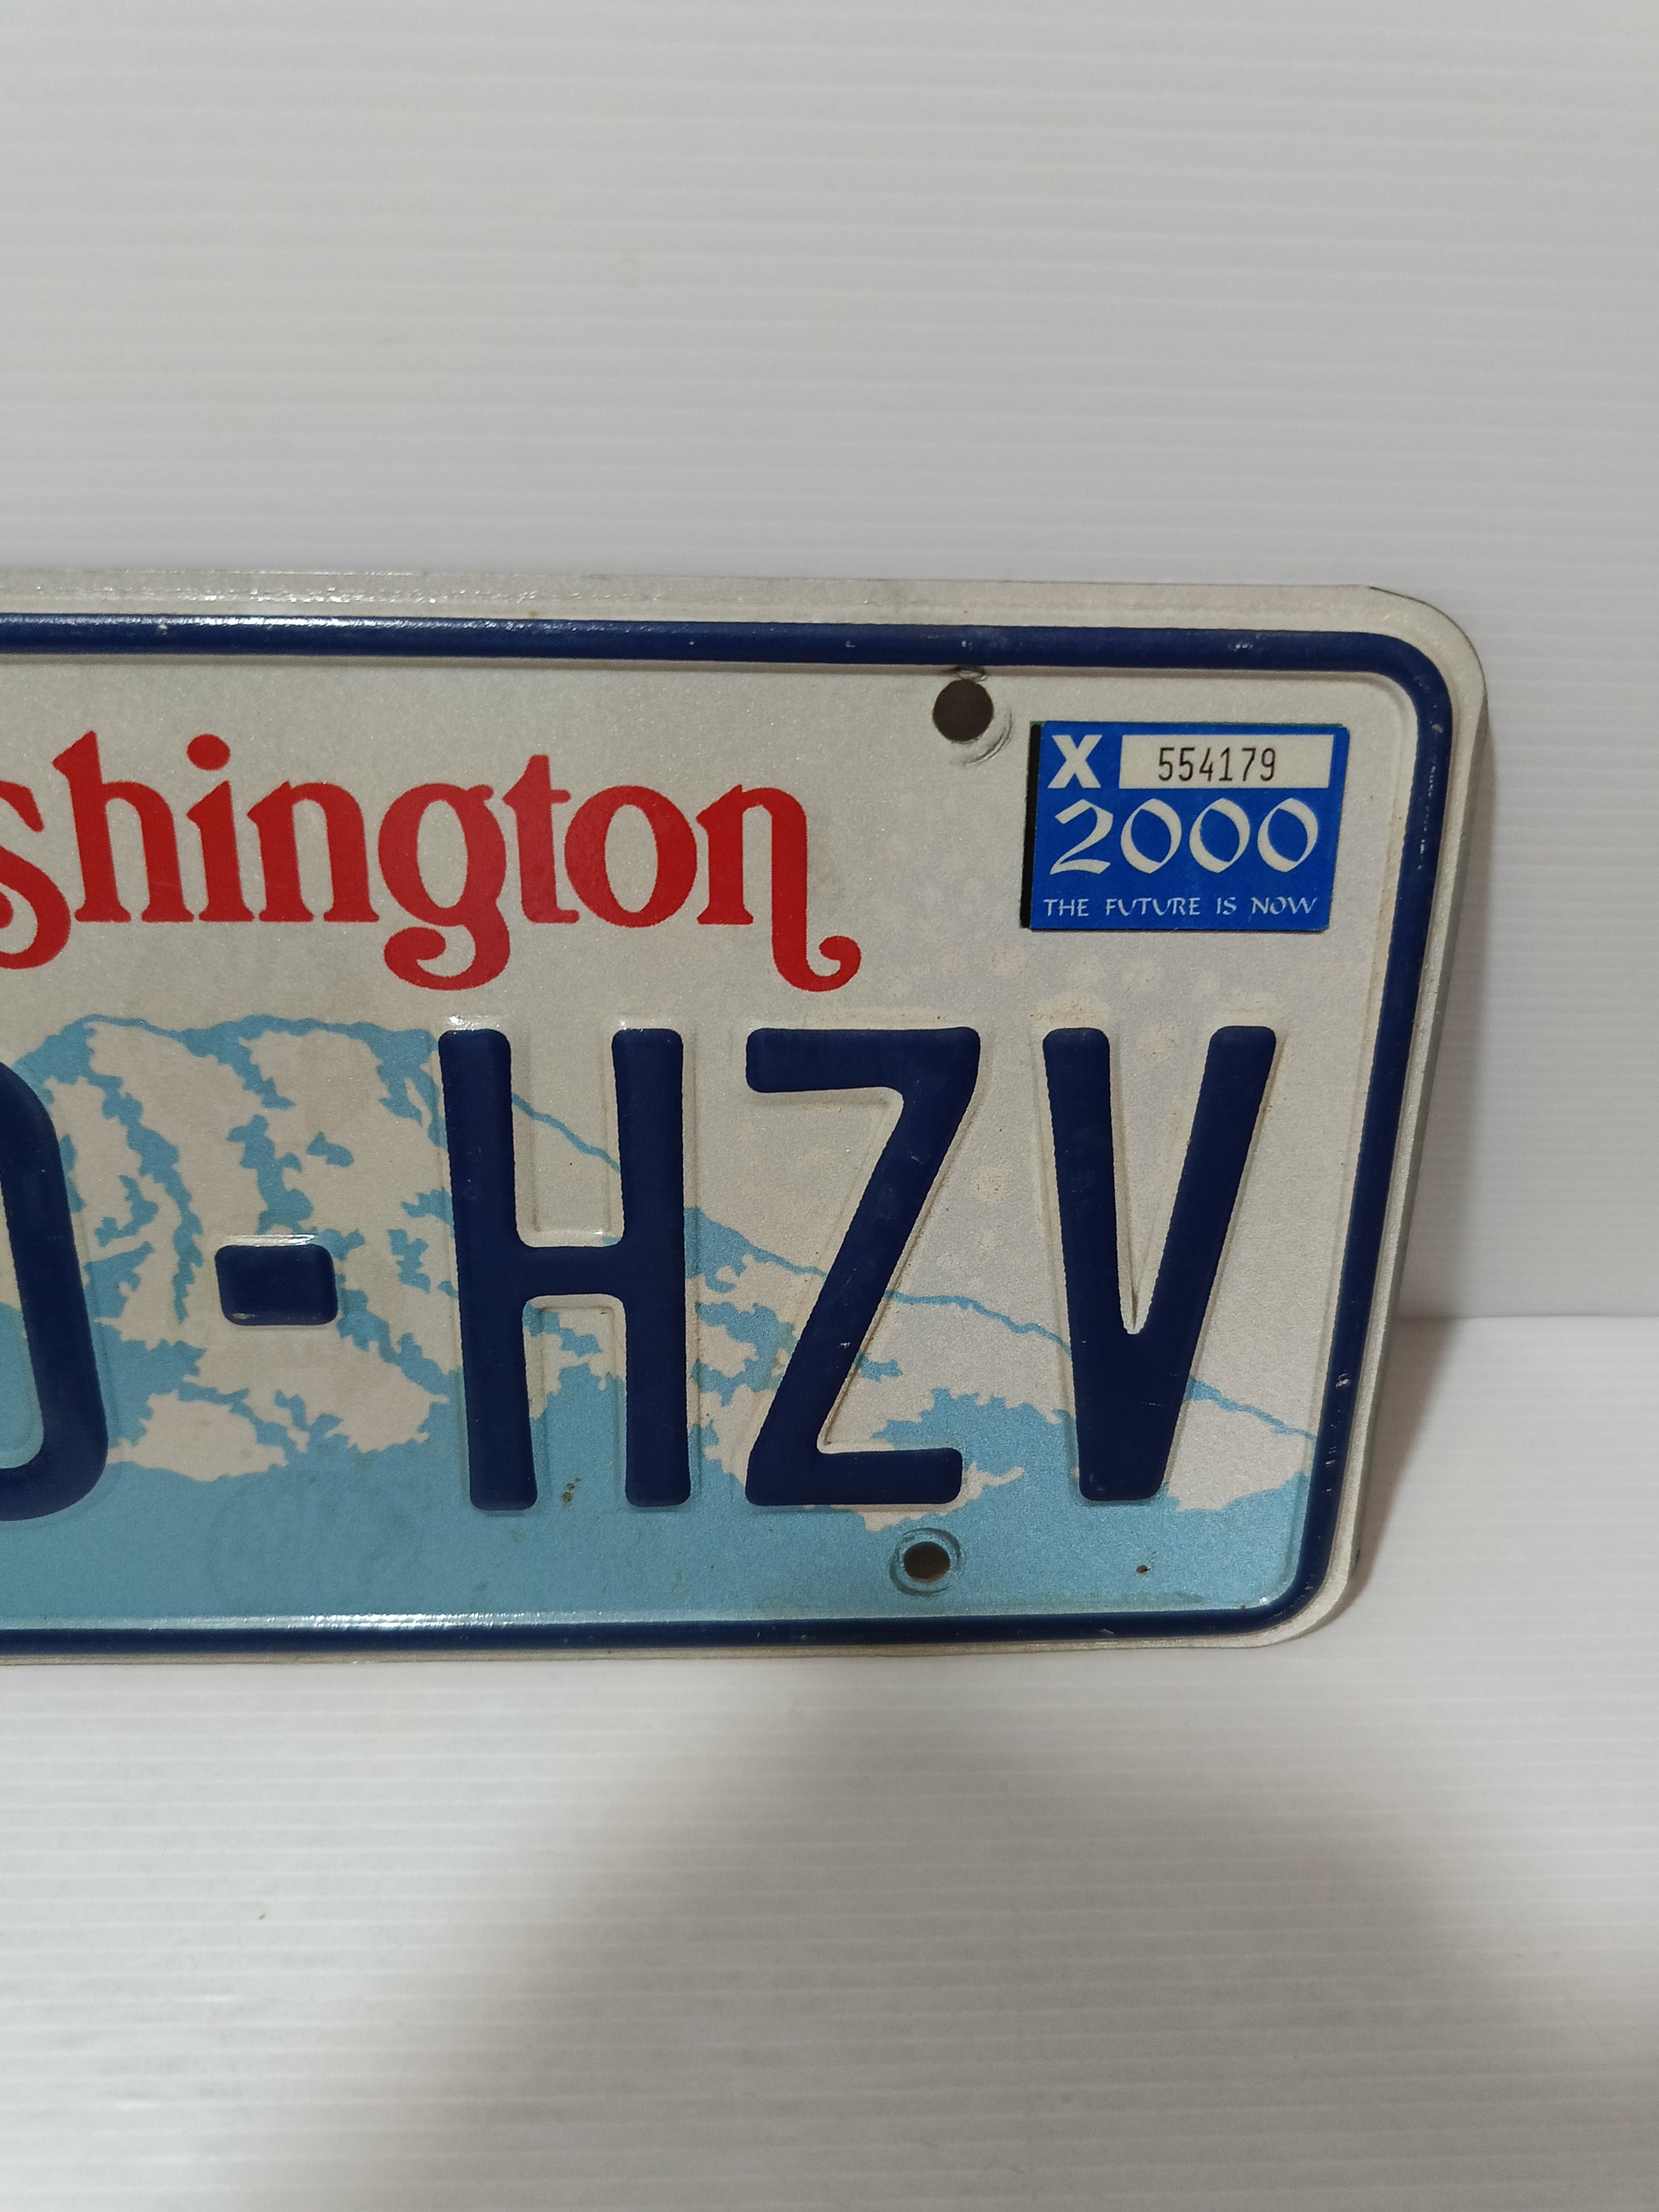 shington
X 554179
2000
THE FUTURE IS NOW
-HZV